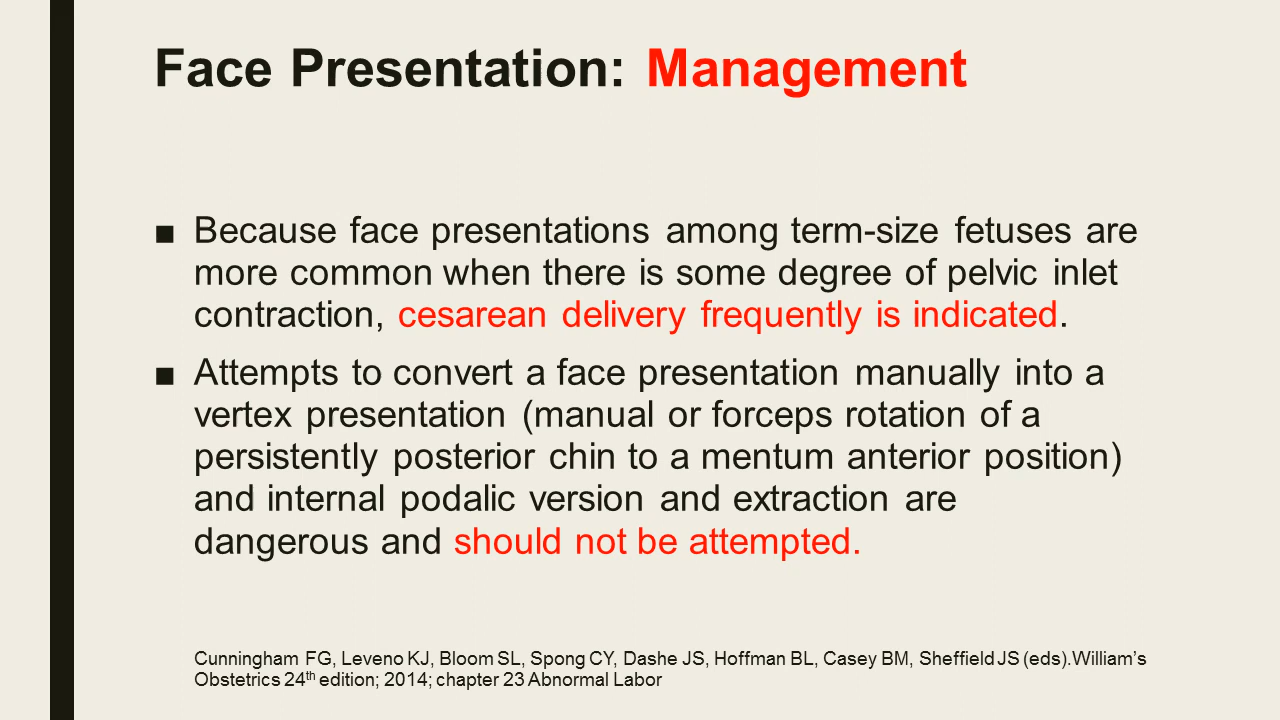 Face Presentation: Management
■ Because face presentations among term-size fetuses are
more common when there is some degree of pelvic inlet
contraction, cesarean delivery frequently is indicated.
■ Attempts to convert a face presentation manually into a
vertex presentation (manual or forceps rotation of a
persistently posterior chin to a mentum anterior position)
and internal podalic version and extraction are
dangerous and should not be attempted.
Cunningham FG, Leveno KJ, Bloom SL, Spong CY, Dashe JS, Hoffman BL, Casey BM, Sheffield JS (eds).William’s
Obstetrics 24th edition; 2014; chapter 23 Abnormal Labor